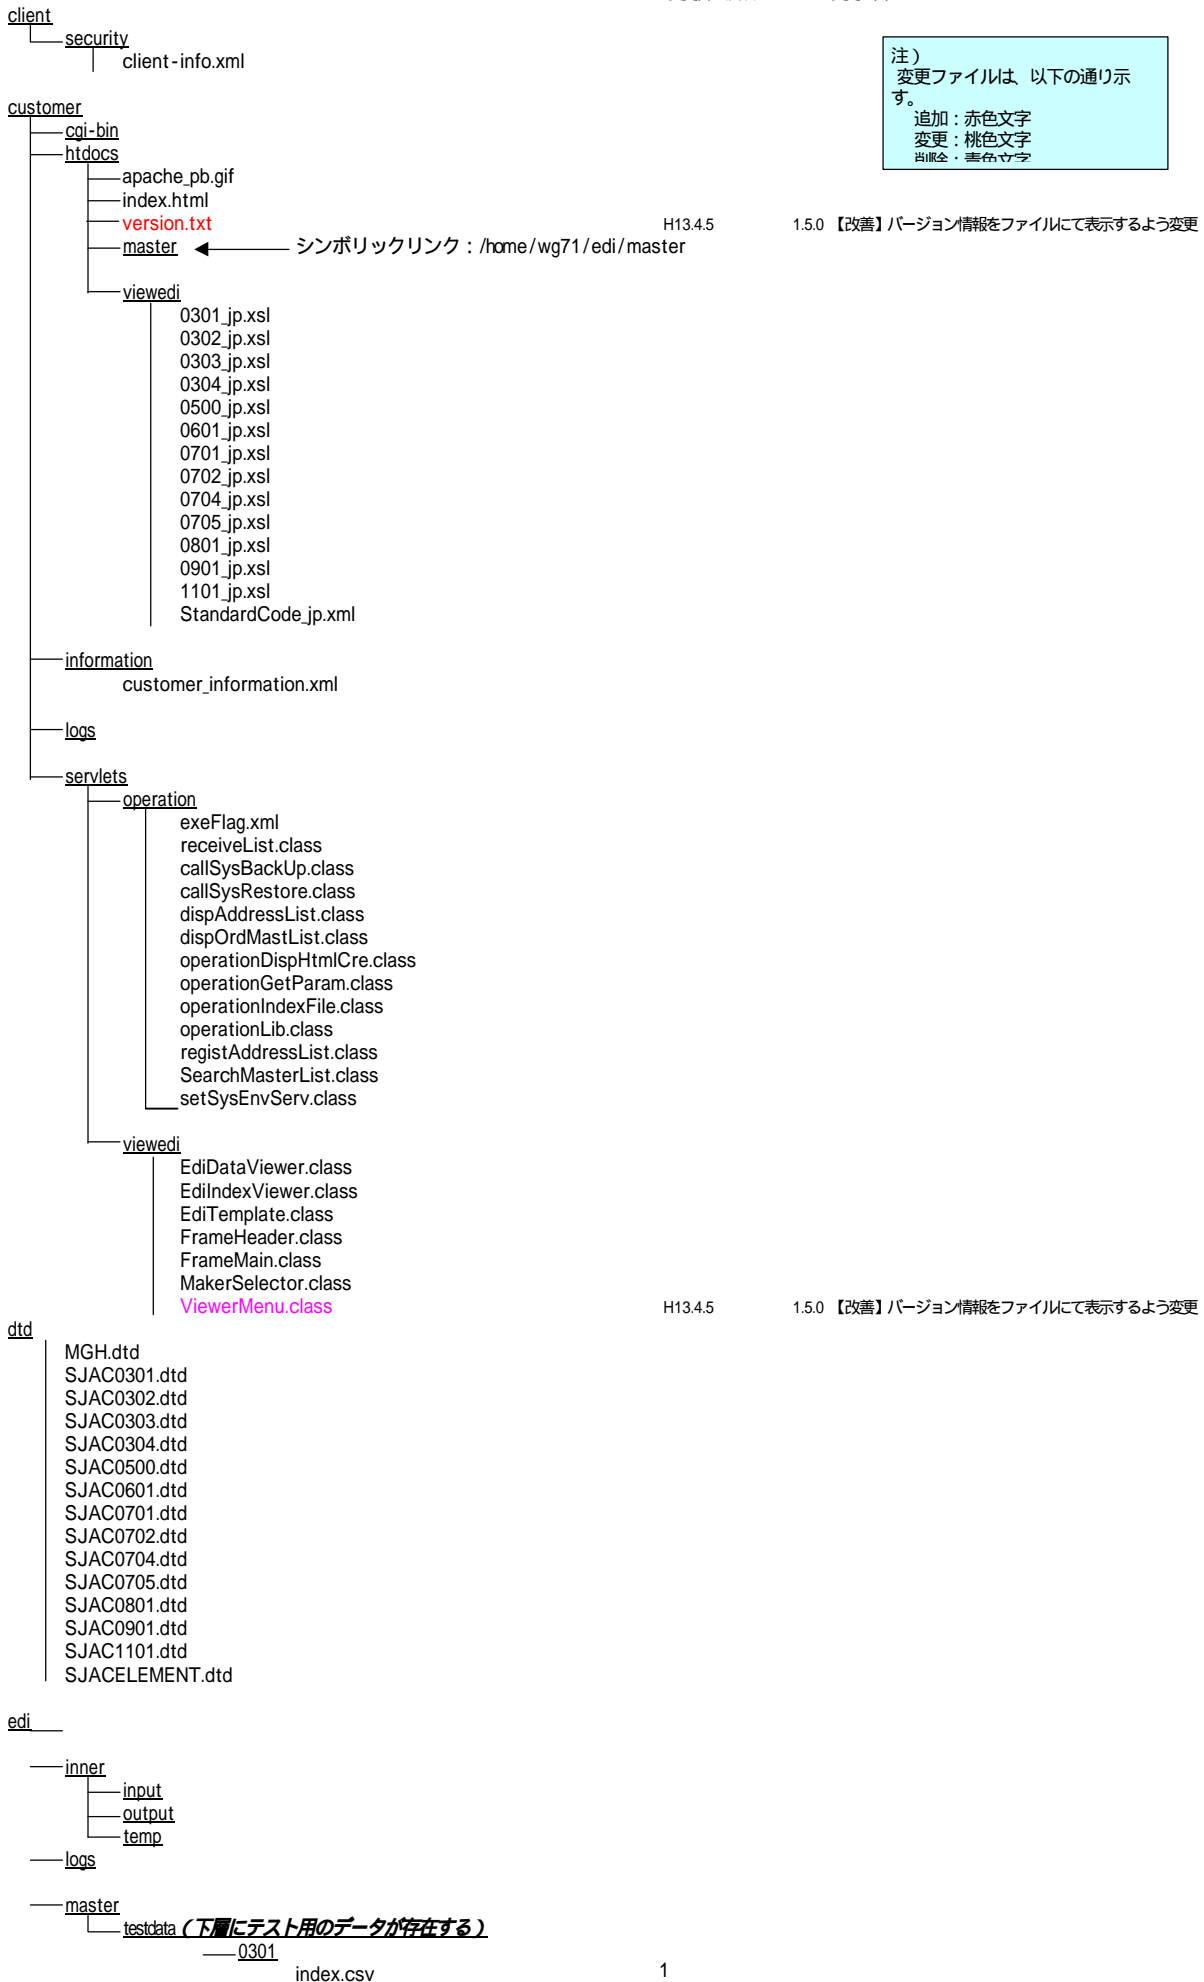 client
security
client-info.xml
注）
変更ファイルは、以下の通り示
す。
追加：赤色文字
変更：桃色文字
削除：青色文字
customer
cgi-bin
htdocs
apache_pb.gif
index.html
version.txt H13.4.5 1.5.0 【改善】バージョン情報をファイルにて表示するよう変更
master シンボリックリンク：/home/wg71/edi/master
viewedi
0301_jp.xsl
0302_jp.xsl
0303_jp.xsl
0304_jp.xsl
0500_jp.xsl
0601_jp.xsl
0701_jp.xsl
0702_jp.xsl
0704_jp.xsl
0705_jp.xsl
0801_jp.xsl
0901_jp.xsl
1101_jp.xsl
StandardCode_jp.xml
information
customer_information.xml
logs
servlets
operation
exeFlag.xml
receiveList.class
callSysBackUp.class
callSysRestore.class
dispAddressList.class
dispOrdMastList.class
operationDispHtmlCre.class
operationGetParam.class
operationIndexFile.class
operationLib.class
registAddressList.class
SearchMasterList.class
setSysEnvServ.class
viewedi
EdiDataViewer.class
EdiIndexViewer.class
EdiTemplate.class
FrameHeader.class
FrameMain.class
MakerSelector.class
ViewerMenu.class H13.4.5 1.5.0 【改善】バージョン情報をファイルにて表示するよう変更
dtd
MGH.dtd
SJAC0301.dtd
SJAC0302.dtd
SJAC0303.dtd
SJAC0304.dtd
SJAC0500.dtd
SJAC0601.dtd
SJAC0701.dtd
SJAC0702.dtd
SJAC0704.dtd
SJAC0705.dtd
SJAC0801.dtd
SJAC0901.dtd
SJAC1101.dtd
SJACELEMENT.dtd
edi
inner
input
output
temp
logs
master
testdata（下層にテスト用のデータが存在する）
0301
index.csv
1